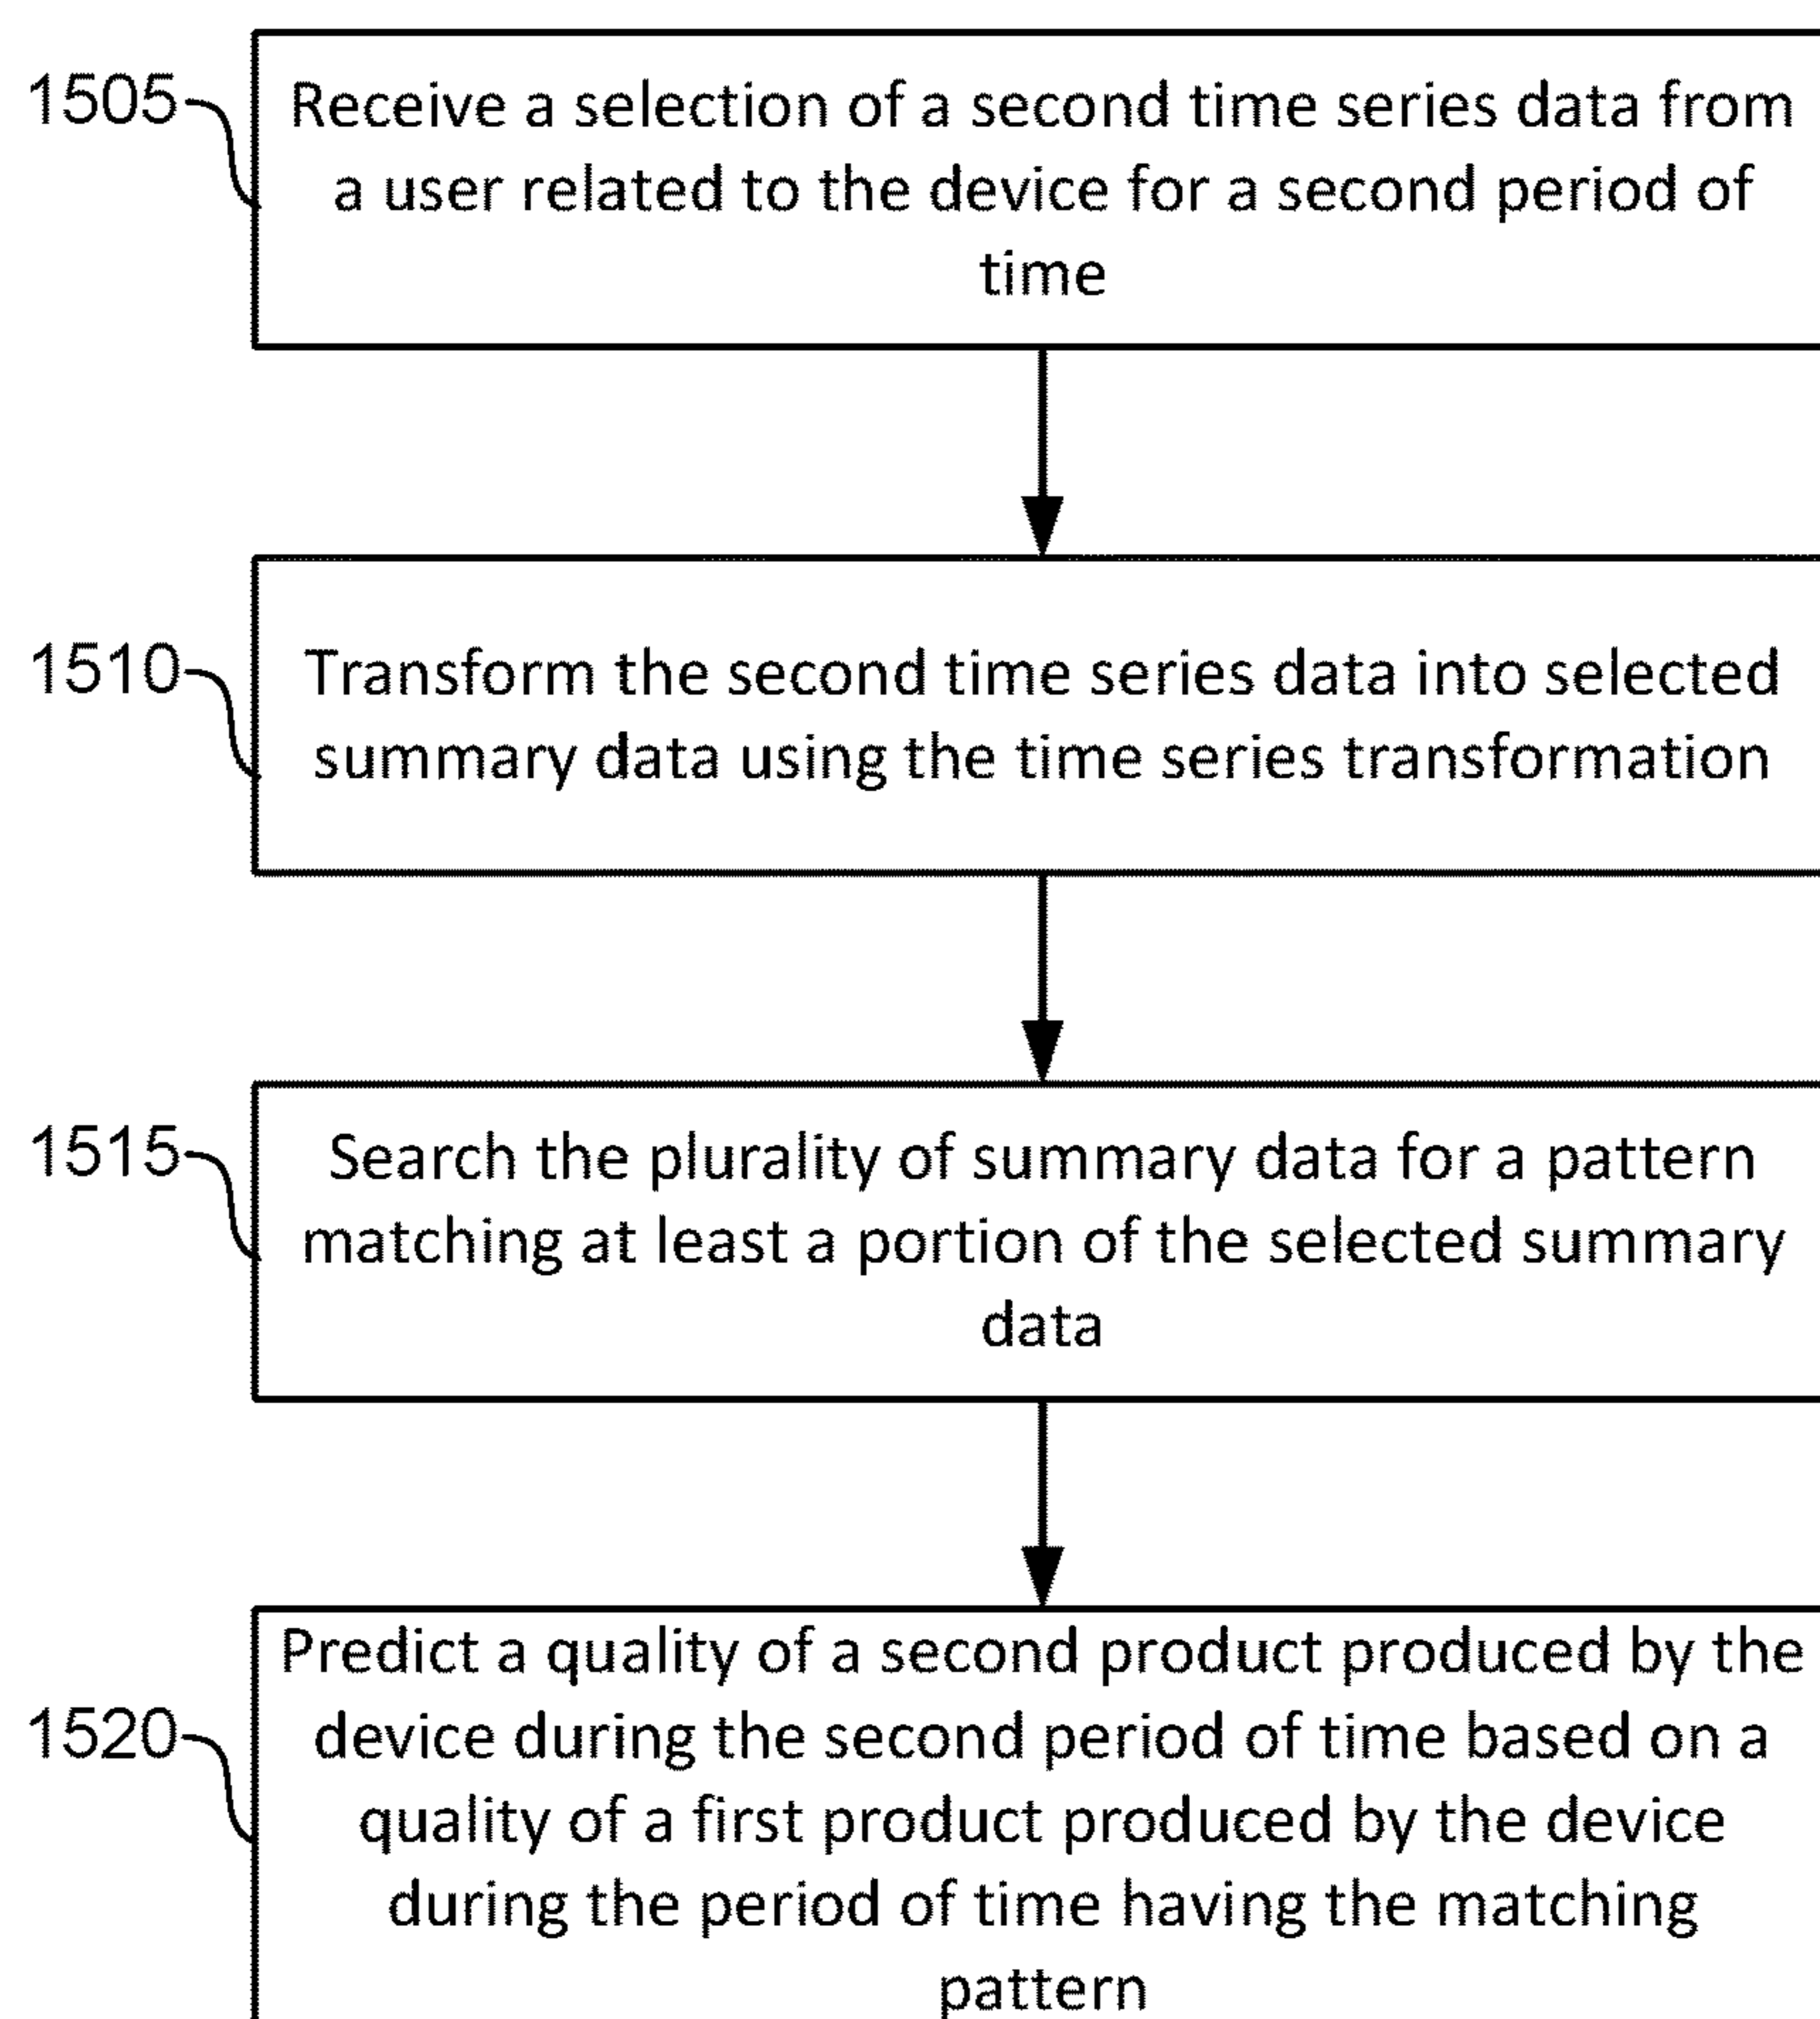 1505
Receive a selection of a second time series data from
a user related to the device for a second period of
time
1510
Transform the second time series data into selected
summary data using the time series transformation
1515
Search the plurality of summary data for a pattern
matching at least a portion of the selected summary
data
1520
Predict a quality of a second product produced by the
device during the second period of time based on a
quality of a first product produced by the device
during the period of time having the matching
pattern